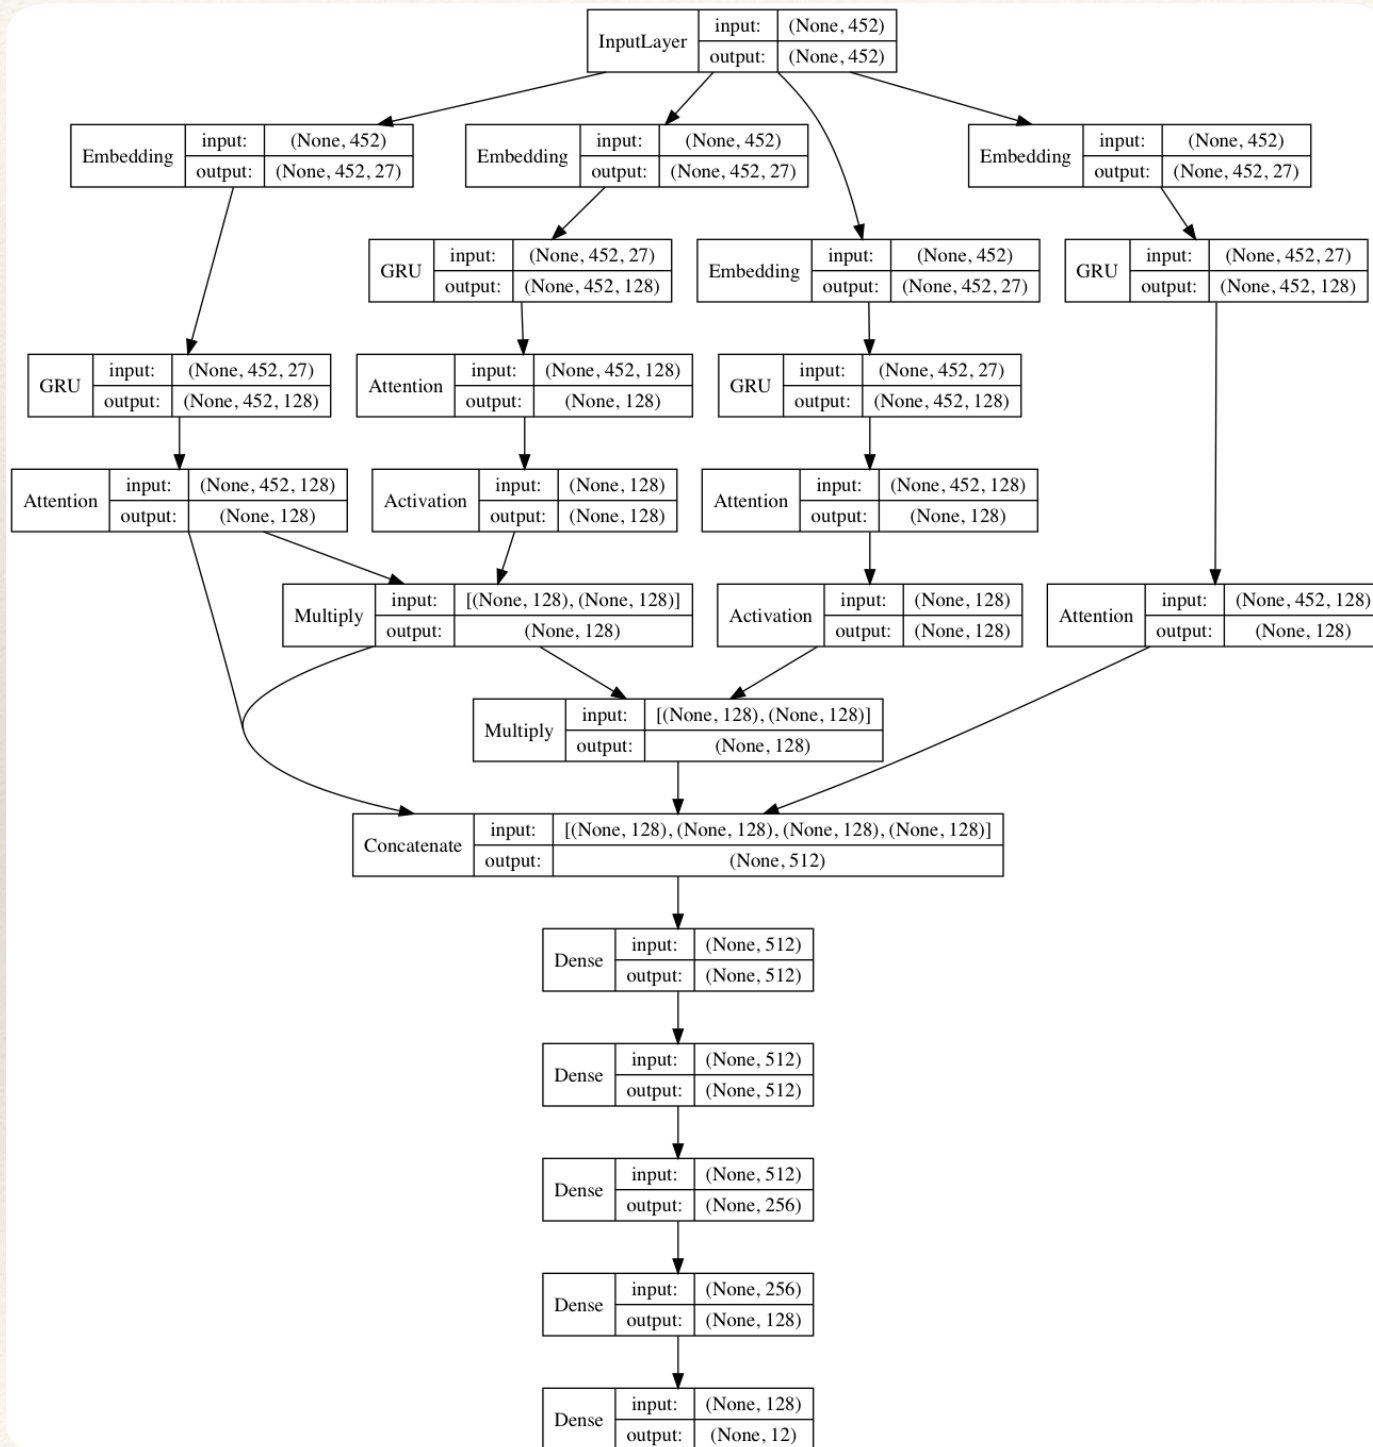 InputLayer input: (None, 452)
output: (None, 452)
Embedding input: (None, 452)
output: (None, 452, 27)
Embedding input: (None, 452)
output: (None, 452, 27)
Embedding input: (None, 452)
output: (None, 452, 27)
GRU input: (None, 452, 27)
output: (None, 452, 128)
Embedding input: (None, 452)
output: (None, 452, 27)
GRU input: (None, 452, 27)
output: (None, 452, 128)
GRU input: (None, 452, 27)
output: (None, 452, 128)
Attention input: (None, 452, 128)
output: (None, 128)
GRU input: (None, 452, 27)
output: (None, 452, 128)
Attention input: (None, 452, 128)
output: (None, 128)
Activation input: (None, 128)
output: (None, 128)
Attention input: (None, 452, 128)
output: (None, 128)
Multiply input: [(None, 128), (None, 128)]
output: (None, 128)
Activation input: (None, 128)
output: (None, 128)
Attention input: (None, 452, 128)
output: (None, 128)
Multiply input: [(None, 128), (None, 128)]
output: (None, 128)
Concatenate input: [(None, 128), (None, 128), (None, 128), (None, 128)]
output: (None, 512)
Dense input: (None, 512)
output: (None, 512)
Dense input: (None, 512)
output: (None, 512)
Dense input: (None, 512)
output: (None, 256)
Dense input: (None, 256)
output: (None, 128)
Dense input: (None, 128)
output: (None, 12)